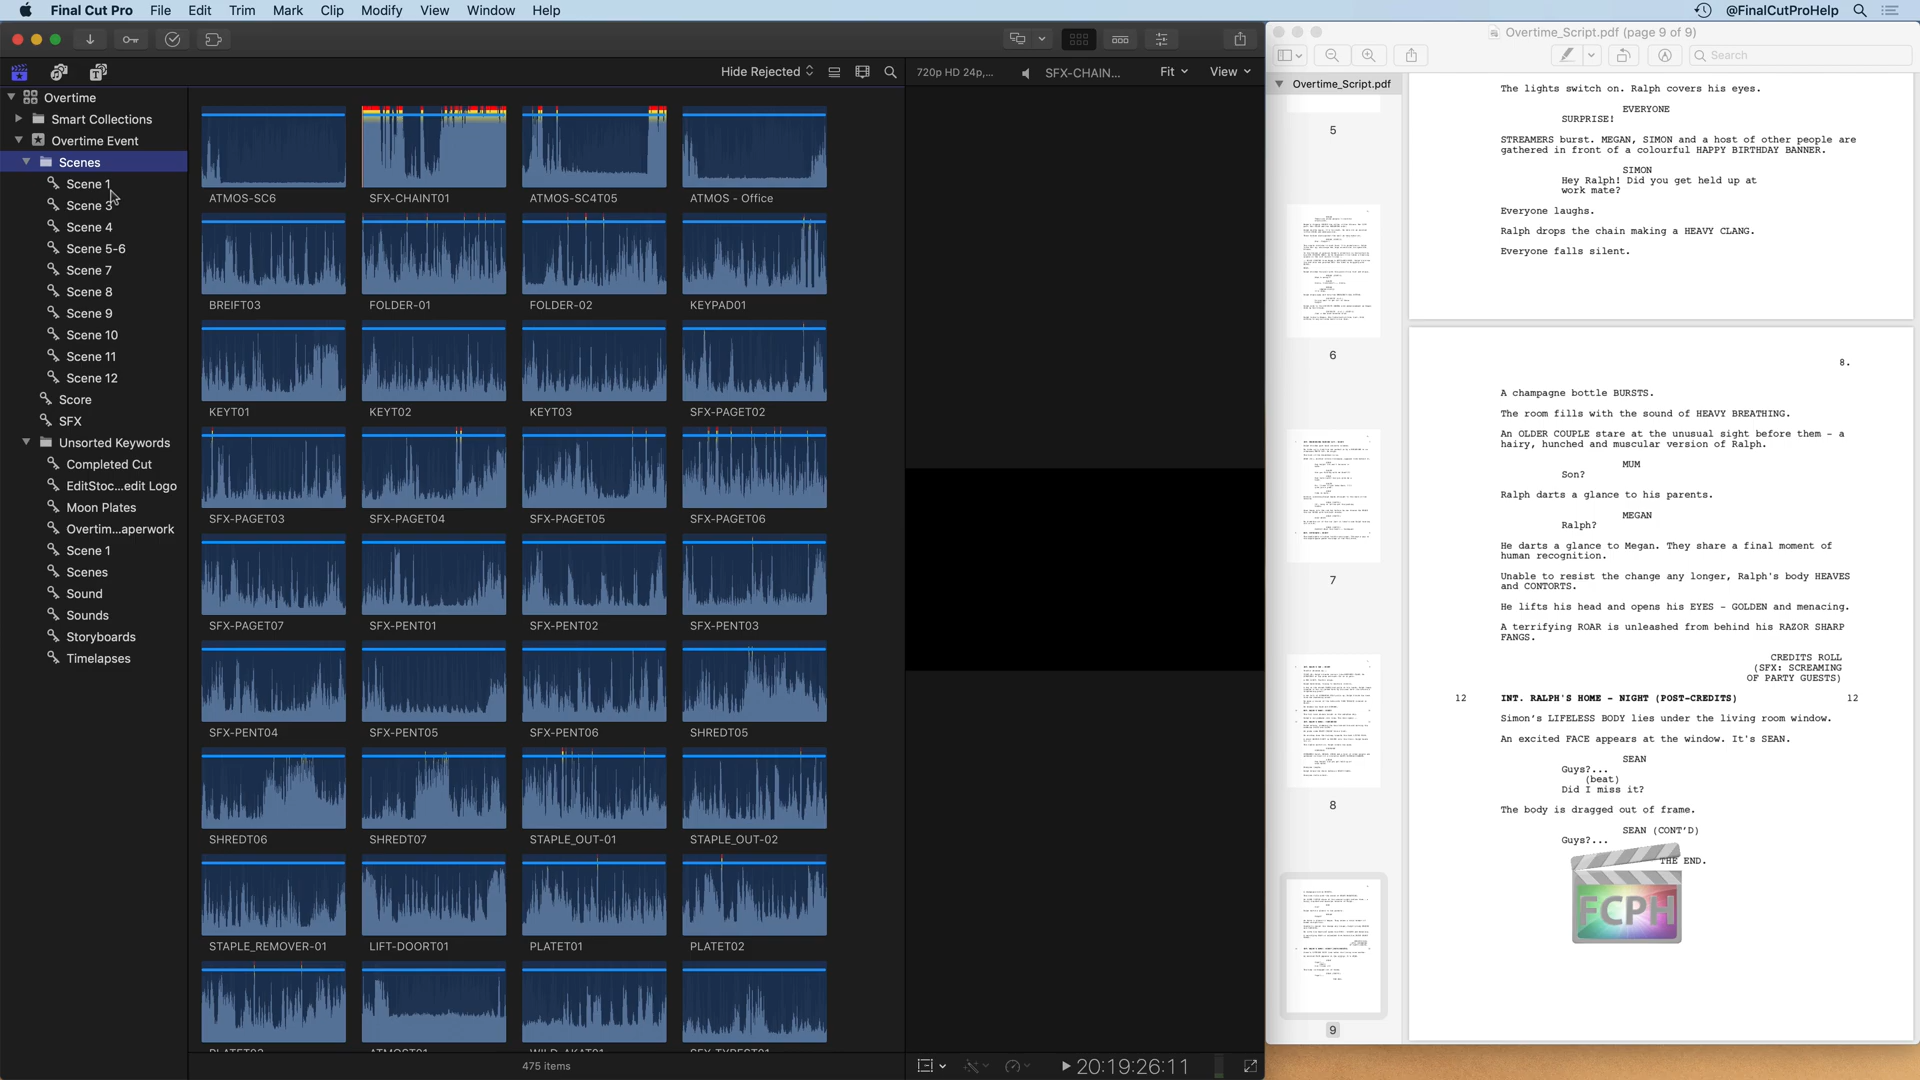 Final Cut Pro File Edit Trim Mark Clip Modify View Window Help
@FinalCutProHelp
Hide Rejected
720p HD 24p,...
SFX-CHAIN...
Fit
View
Overtime
Smart Collections
Overtime Event
Scenes
Scene 1
Scene 3
Scene 4
Scene 5-6
Scene 7
Scene 8
Scene 9
Scene 10
Scene 11
Scene 12
Score
SFX
Unsorted Keywords
Completed Cut
EditStoc...edit Logo
Moon Plates
Overtim...aperwork
Scene 1
Scenes
Sound
Sounds
Storyboards
Timelapses
ATMOS-SC6 SFX-CHAINT01 ATMOS-SC4T05 ATMOS - Office
BREIFT03 FOLDER-01 FOLDER-02 KEYPAD01
KEYT01 KEYT02 KEYT03 SFX-PAGET02
SFX-PAGET03 SFX-PAGET04 SFX-PAGET05 SFX-PAGET06
SFX-PAGET07 SFX-PENT01 SFX-PENT02 SFX-PENT03
SFX-PENT04 SFX-PENT05 SFX-PENT06 SHREDT05
SHREDT06 SHREDT07 STAPLE_OUT-01 STAPLE_OUT-02
STAPLE_REMOVER-01 LIFT-DOORT01 PLATET01 PLATET02
475 items
20:19:26:11
Overtime_Script.pdf (page 9 of 9)
Search
Overtime_Script.pdf
5
6
7
8
9
The lights switch on. Ralph covers his eyes.
EVERYONE
SURPRISE!
STREAMERS burst. MEGAN, SIMON and a host of other people are
gathered in front of a colourful HAPPY BIRTHDAY BANNER.
SIMON
Hey Ralph! Did you get held up at
work mate?
Everyone laughs.
Ralph drops the chain making a HEAVY CLANG.
Everyone falls silent.
8.
A champagne bottle BURSTS.
The room fills with the sound of HEAVY BREATHING.
An OLDER COUPLE stare at the unusual sight before them - a
hairy, hunched and muscular version of Ralph.
MUM
Son?
Ralph darts a glance to his parents.
MEGAN
Ralph?
He darts a glance to Megan. They share a final moment of
human recognition.
Unable to resist the change any longer, Ralph's body HEAVES
and CONTORTS.
He lifts his head and opens his EYES - GOLDEN and menacing.
A terrifying ROAR is unleashed from behind his RAZOR SHARP
FANGS.
CREDITS ROLL
(SFX: SCREAMING
OF PARTY GUESTS)
12 INT. RALPH'S HOME - NIGHT (POST-CREDITS) 12
Simon's LIFELESS BODY lies under the living room window.
An excited FACE appears at the window. It's SEAN.
SEAN
Guys?...
(beat)
Did I miss it?
The body is dragged out of frame.
SEAN (CONT'D)
Guys?...
THE END.
FCPH